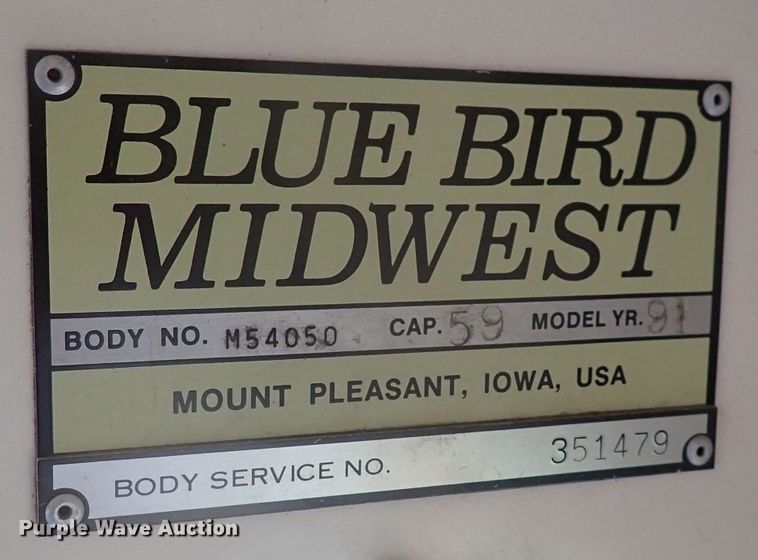 BLUE BIRD
MIDWEST
BODY NO. M54050 CAP. 59 MODEL YR. 91
MOUNT PLEASANT, IOWA, USA
BODY SERVICE NO. 351479
Purple Wave Auction